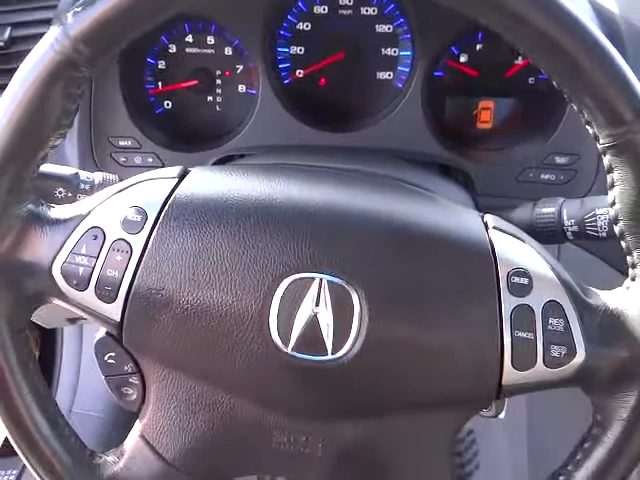 3 4 5 6 7 8
1000r/min
2
1
0
P
R
N
D
M
L
40 60 80 100 120 140 160
MPH
20
0
F
C
MAX
INFO
MODE
VOL
CH
CRUISE
CANCEL
RES
ACCEL
DECEL
SET